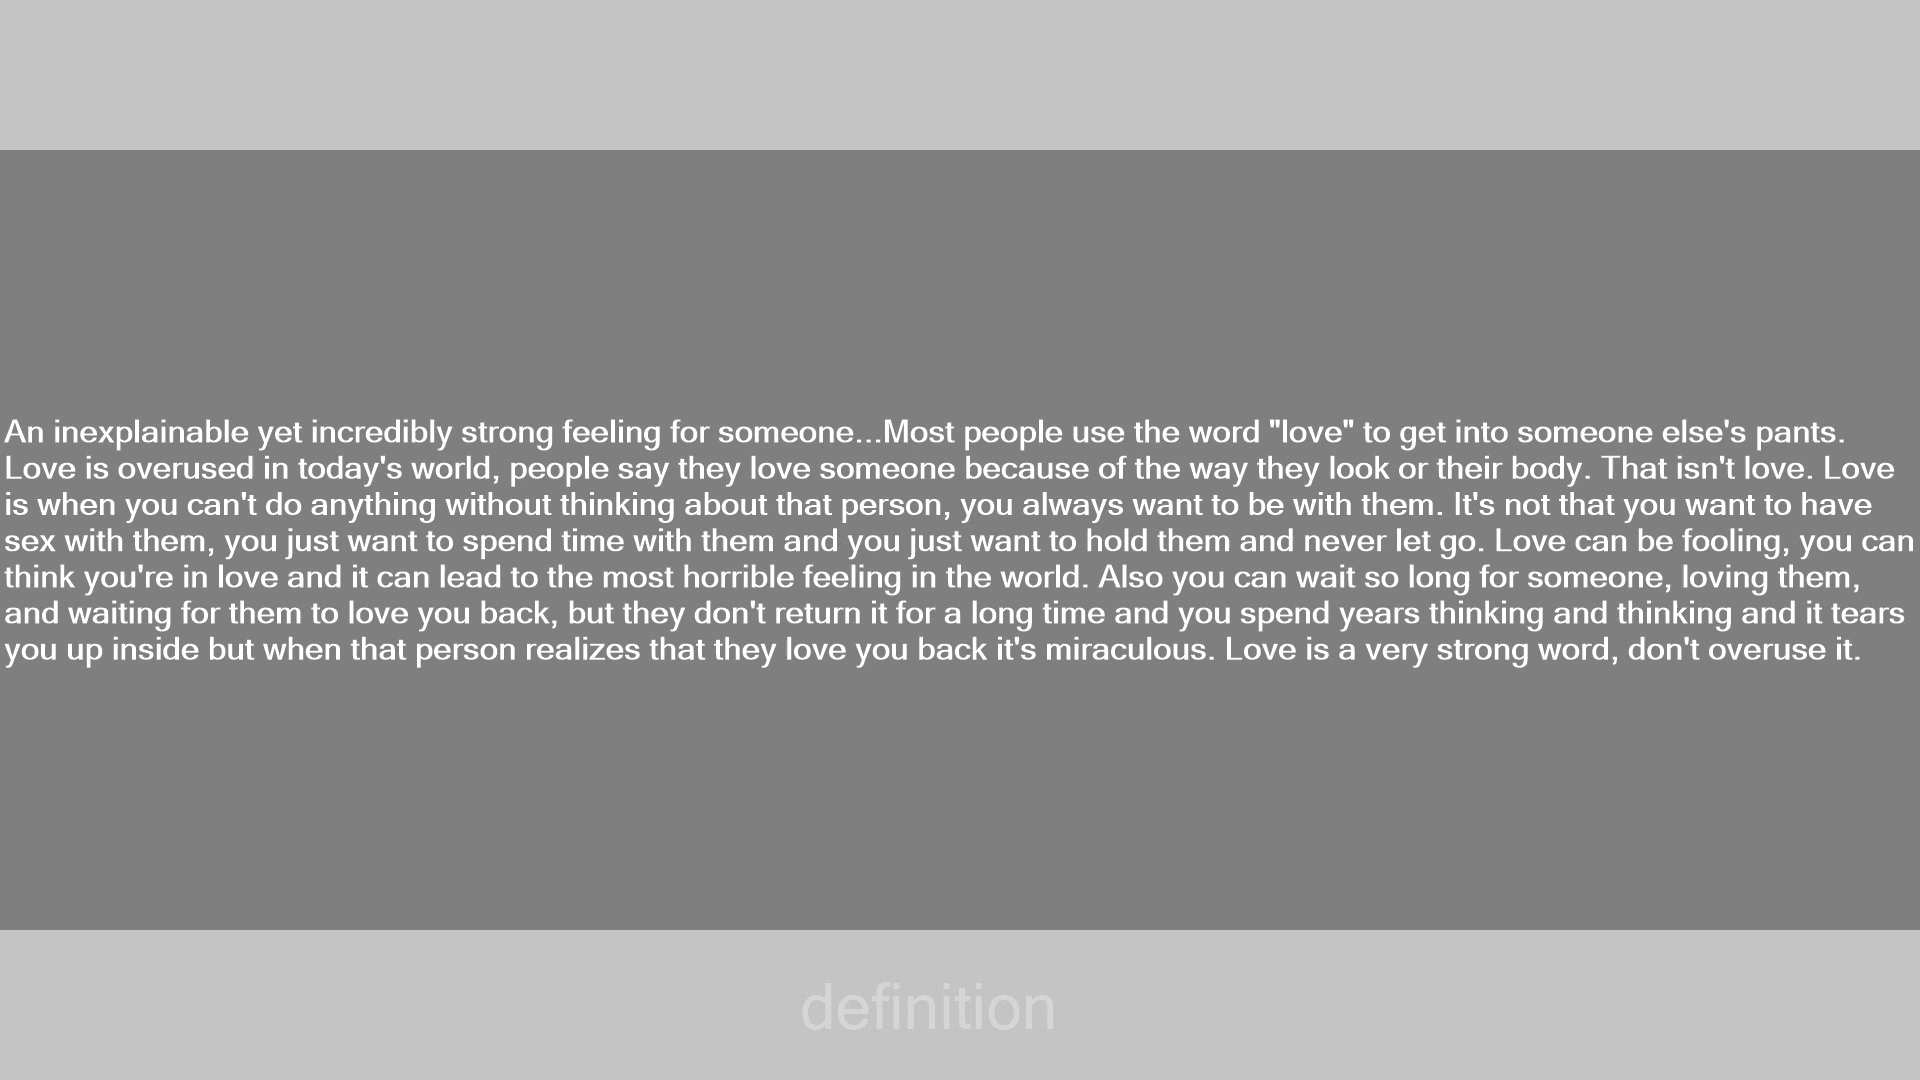 An inexplainable yet incredibly strong feeling for someone...Most people use the word "love" to get into someone else's pants.
Love is overused in today's world, people say they love someone because of the way they look or their body. That isn't love. Love
is when you can't do anything without thinking about that person, you always want to be with them. It's not that you want to have
sex with them, you just want to spend time with them and you just want to hold them and never let go. Love can be fooling, you can
think you're in love and it can lead to the most horrible feeling in the world. Also you can wait so long for someone, loving them,
and waiting for them to love you back, but they don't return it for a long time and you spend years thinking and thinking and it tears
you up inside but when that person realizes that they love you back it's miraculous. Love is a very strong word, don't overuse it.
definition